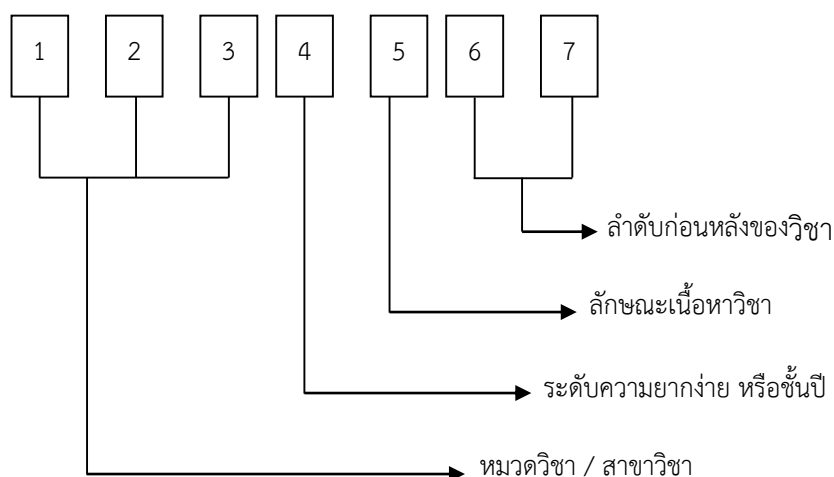 1 2 3 4 5 6 7
ลำดับก่อนหลังของวิชา
ลักษณะเนื้อหาวิชา
ระดับความยากง่าย หรือชั้นปี
หมวดวิชา / สาขาวิชา